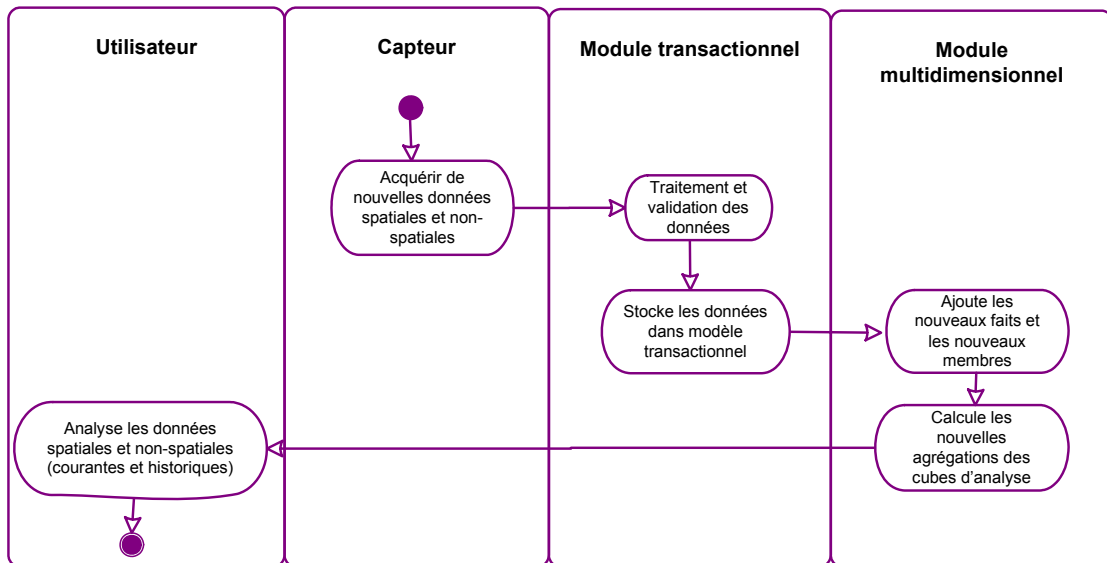 Utilisateur
Capteur
Module transactionnel
Module
multidimensionnel
Acquérir de
nouvelles données
spatiales et non-
spatiales
Traitement et
validation des
données
Stocke les données
dans modèle
transactionnel
Ajoute les
nouveaux faits et
les nouveaux
membres
Calcule les
nouvelles
agrégations des
cubes d'analyse
Analyse les données
spatiales et non-spatiales
(courantes et historiques)